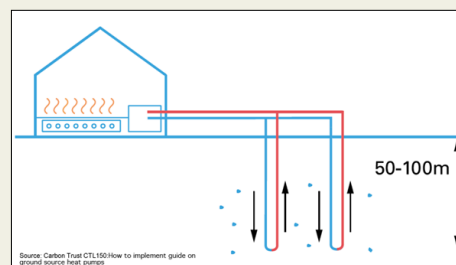 50-100m
Source: Carbon Trust CTL150:How to implement guide on
ground source heat pumps